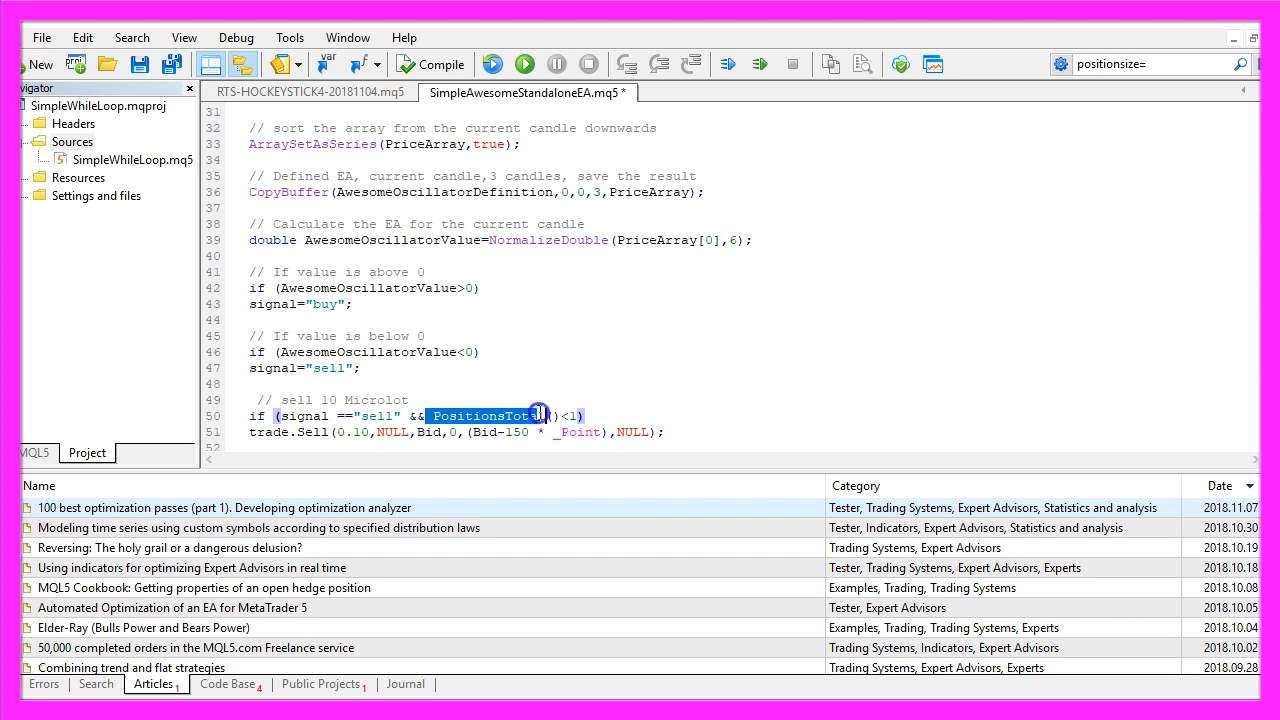 File Edit Search View Debug Tools Window Help
New Compile positionsize=
vigator RTS-HOCKEYSTICK4-20181104.mq5 SimpleAwesomeStandaloneEA.mq5 *
SimpleWhileLoop.mqproj
Headers
Sources
SimpleWhileLoop.mq5
Resources
Settings and files
31
32 // sort the array from the current candle downwards
33 ArraySetAsSeries(PriceArray,true);
34
35 // Defined EA, current candle,3 candles, save the result
36 CopyBuffer(AwesomeOscillatorDefinition,0,0,3,PriceArray);
37
38 // Calculate the EA for the current candle
39 double AwesomeOscillatorValue=NormalizeDouble(PriceArray[0],6);
40
41 // If value is above 0
42 if (AwesomeOscillatorValue>0)
43 signal="buy";
44
45 // If value is below 0
46 if (AwesomeOscillatorValue<0)
47 signal="sell";
48
49 // sell 10 Microlot
50 if (signal =="sell" && PositionsTotal()<1)
51 trade.Sell(0.10,NULL,Bid,0,(Bid-150 * _Point),NULL);
52
MQL5 Project
Name Category Date
100 best optimization passes (part 1). Developing optimization analyzer Tester, Trading Systems, Expert Advisors, Statistics and analysis 2018.11.07
Modeling time series using custom symbols according to specified distribution laws Tester, Indicators, Expert Advisors, Statistics and analysis 2018.10.30
Reversing: The holy grail or a dangerous delusion? Trading Systems, Expert Advisors 2018.10.19
Using indicators for optimizing Expert Advisors in real time Tester, Trading Systems, Expert Advisors, Experts 2018.10.18
MQL5 Cookbook: Getting properties of an open hedge position Examples, Trading, Trading Systems 2018.10.08
Automated Optimization of an EA for MetaTrader 5 Tester, Expert Advisors 2018.10.05
Elder-Ray (Bulls Power and Bears Power) Examples, Trading, Trading Systems, Experts 2018.10.04
50,000 completed orders in the MQL5.com Freelance service Trading Systems, Indicators, Expert Advisors 2018.10.02
Combining trend and flat strategies Trading Systems, Expert Advisors, Experts 2018.09.28
Errors Search Articles 1 Code Base 4 Public Projects 1 Journal